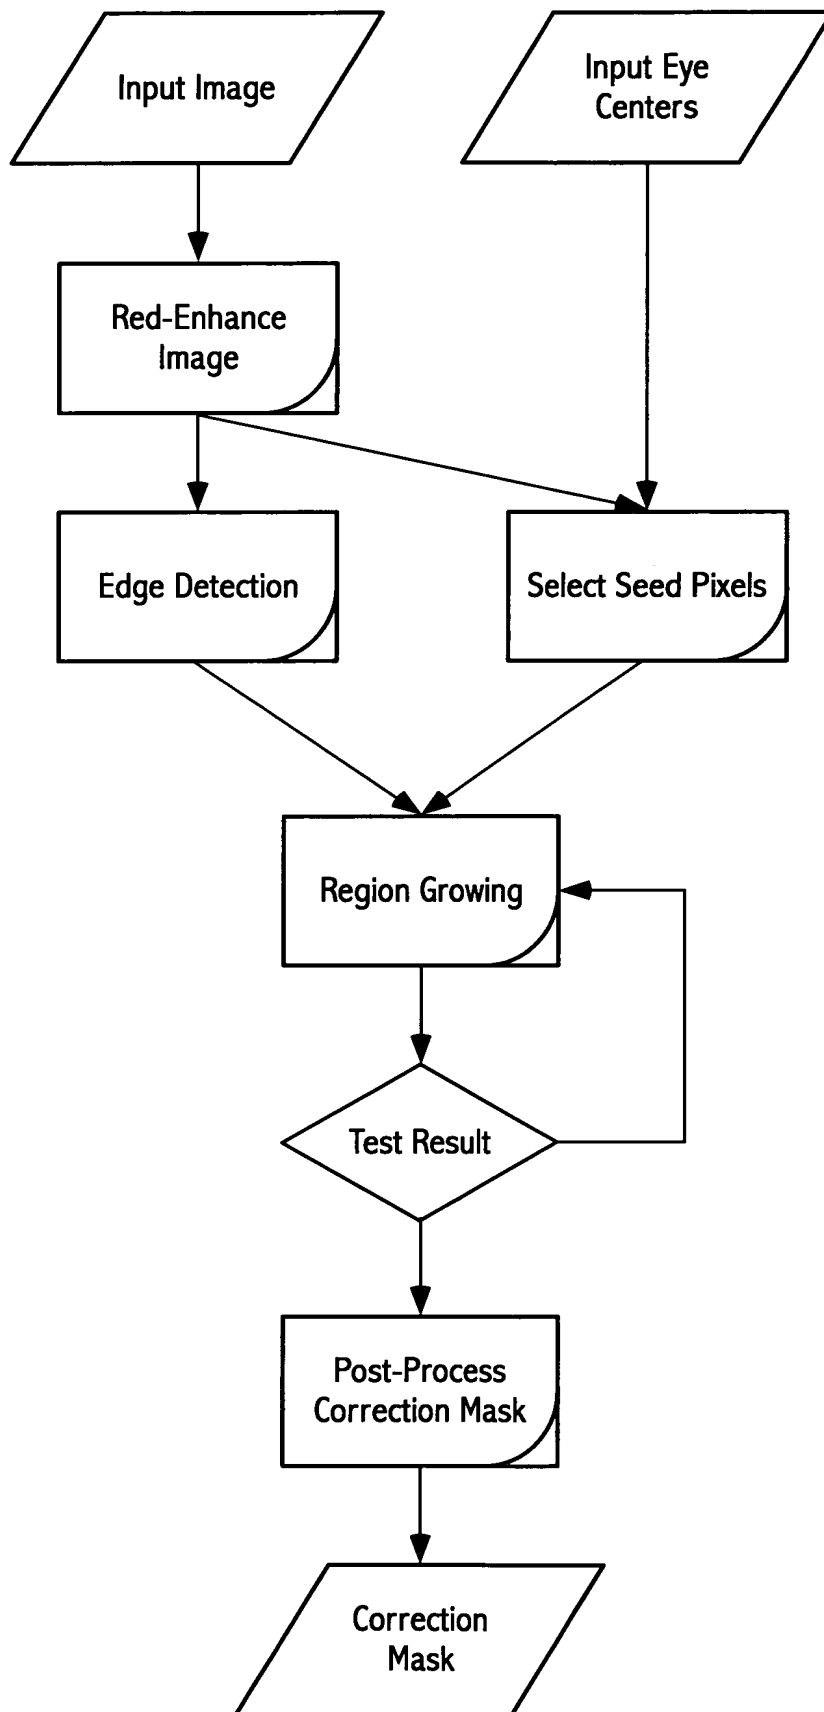 Input Image
Input Eye
Centers
Red-Enhance
Image
Edge Detection
Select Seed Pixels
Region Growing
Test Result
Post-Process
Correction Mask
Correction
Mask